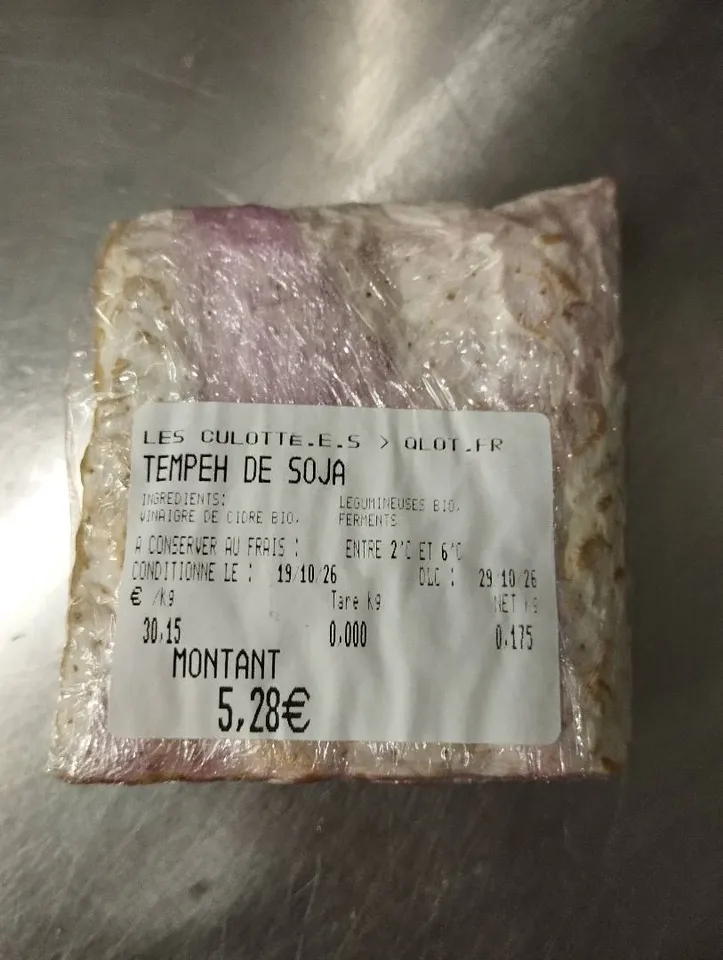 LES CULOTTE.E.S > QLOT.FR
TEMPEH DE SOJA
INGREDIENTS: LEGUMINEUSES BIO,
VINAIGRE DE CIDRE BIO, FERMENTS
A CONSERVER AU FRAIS : ENTRE 2°C ET 6°C
CONDITIONNE LE : 19/10/26 DLC : 29/10/26
€ /kg Tare kg NET kg
30,15 0,000 0,175
MONTANT
5,28€